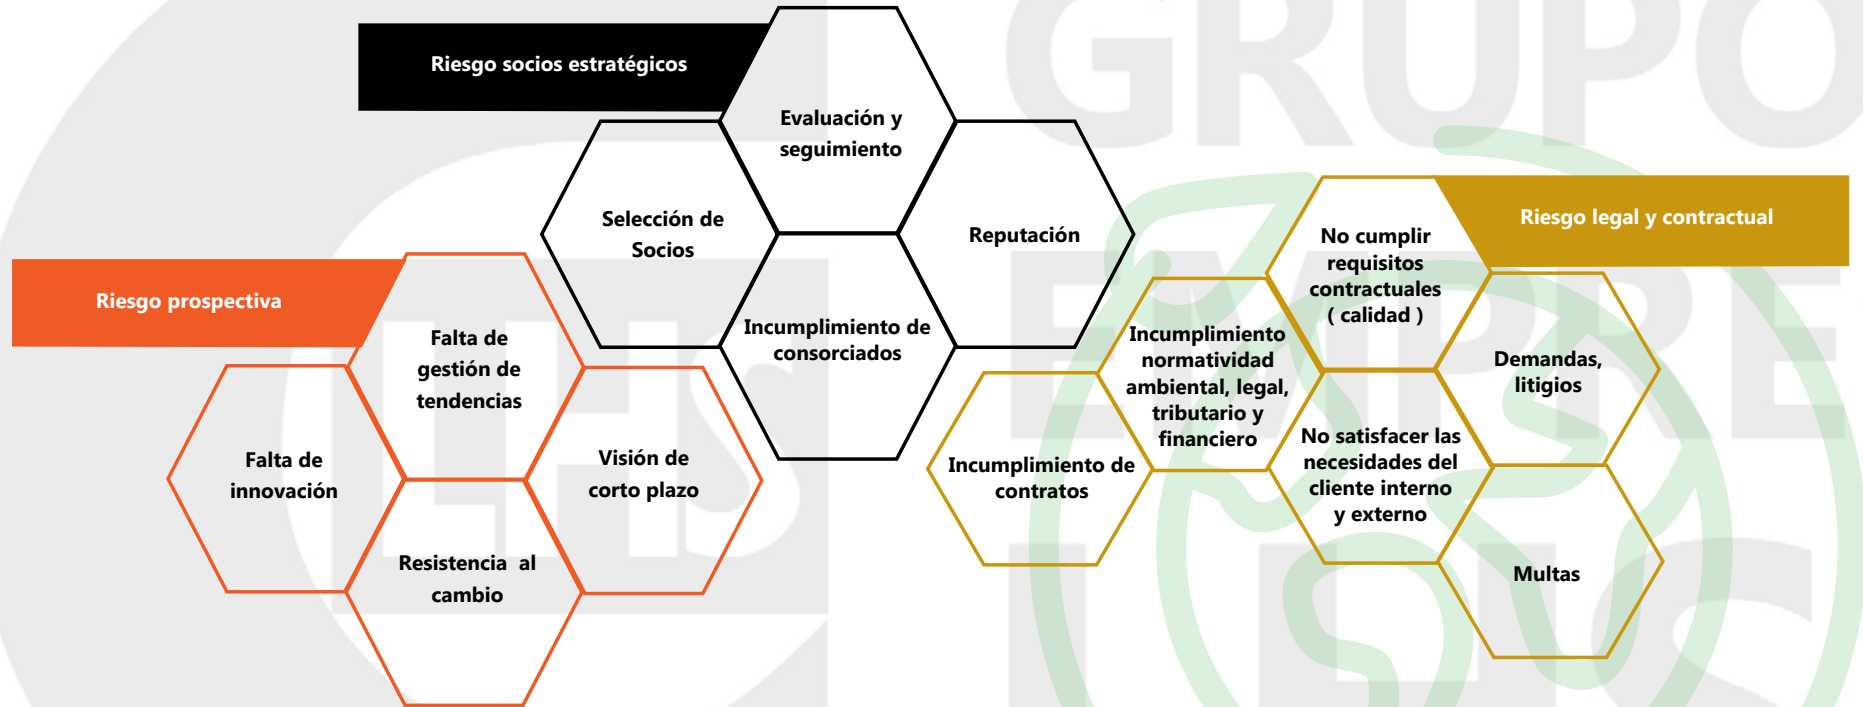 Riesgo socios estratégicos
Evaluación y
seguimiento
Selección de
Socios
Reputación
Incumplimiento de
consorciados
Riesgo prospectiva
Falta de
gestión de
tendencias
Falta de
innovación
Visión de
corto plazo
Resistencia al
cambio
Riesgo legal y contractual
No cumplir
requisitos
contractuales
( calidad )
Incumplimiento
normatividad
ambiental, legal,
tributario y
financiero
Demandas,
litigios
Incumplimiento de
contratos
No satisfacer las
necesidades del
cliente interno
y externo
Multas
GRUPO
EMPRE
LHS
LHS